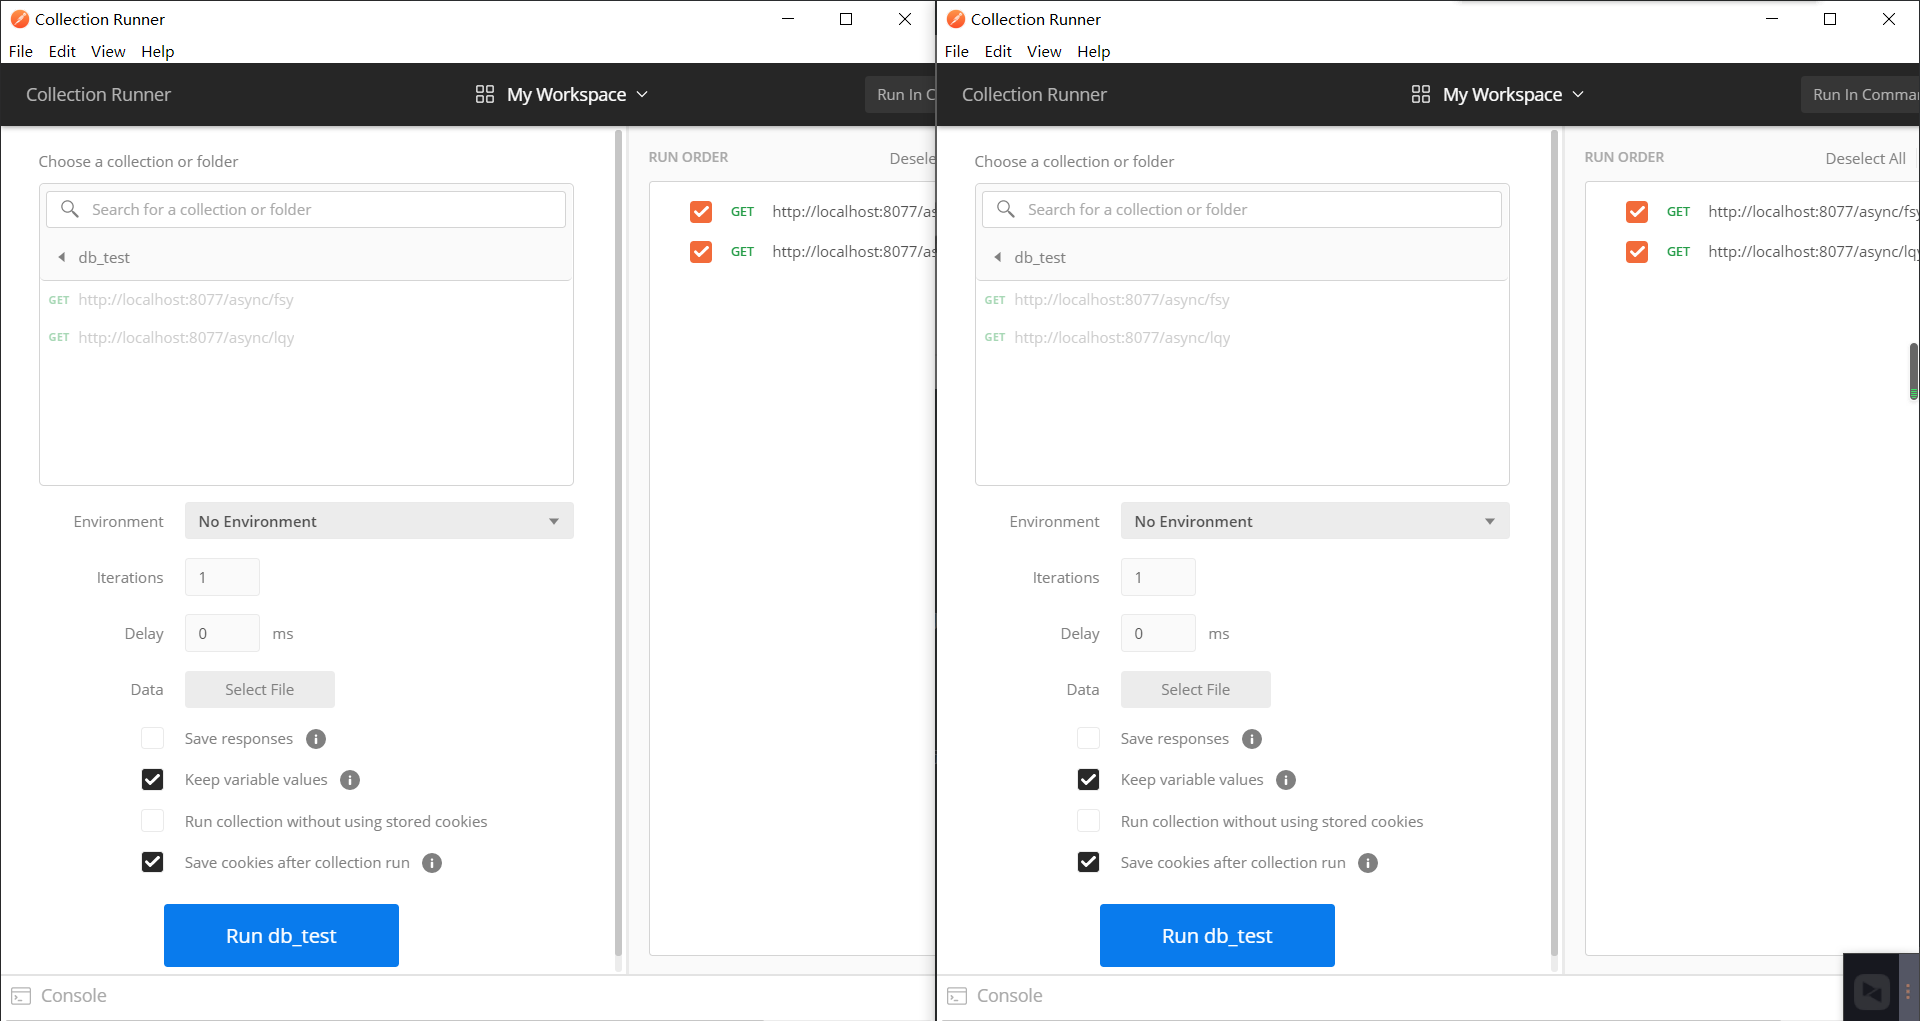 Collection Runner
File Edit View Help
Collection Runner
My Workspace
Run In C
Choose a collection or folder
Search for a collection or folder
db_test
GET http://localhost:8077/async/fsy
GET http://localhost:8077/async/lqy
Environment No Environment
Iterations 1
Delay 0 ms
Data Select File
Save responses
Keep variable values
Run collection without using stored cookies
Save cookies after collection run
Run db_test
RUN ORDER Desele
GET http://localhost:8077/as
GET http://localhost:8077/as
Console
Collection Runner
File Edit View Help
Collection Runner
My Workspace
Run In Comma
Choose a collection or folder
Search for a collection or folder
db_test
GET http://localhost:8077/async/fsy
GET http://localhost:8077/async/lqy
Environment No Environment
Iterations 1
Delay 0 ms
Data Select File
Save responses
Keep variable values
Run collection without using stored cookies
Save cookies after collection run
Run db_test
RUN ORDER Deselect All
GET http://localhost:8077/async/fsy
GET http://localhost:8077/async/lqy
Console